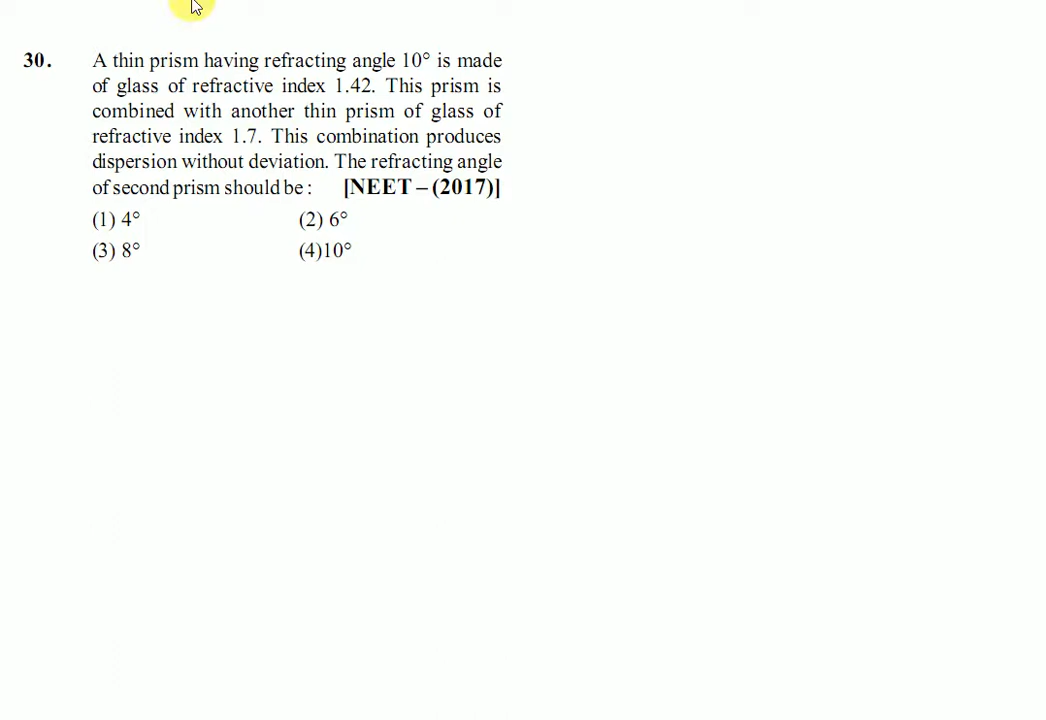 30. A thin prism having refracting angle 10° is made
of glass of refractive index 1.42. This prism is
combined with another thin prism of glass of
refractive index 1.7. This combination produces
dispersion without deviation. The refracting angle
of second prism should be : [NEET – (2017)]
(1) 4° (2) 6°
(3) 8° (4)10°